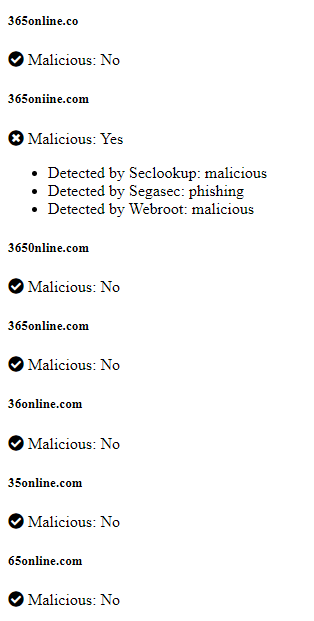 365online.co
Malicious: No
365oniine.com
Malicious: Yes
Detected by Seclookup: malicious
Detected by Segasec: phishing
Detected by Webroot: malicious
3650nline.com
Malicious: No
365online.com
Malicious: No
36online.com
Malicious: No
35online.com
Malicious: No
65online.com
Malicious: No